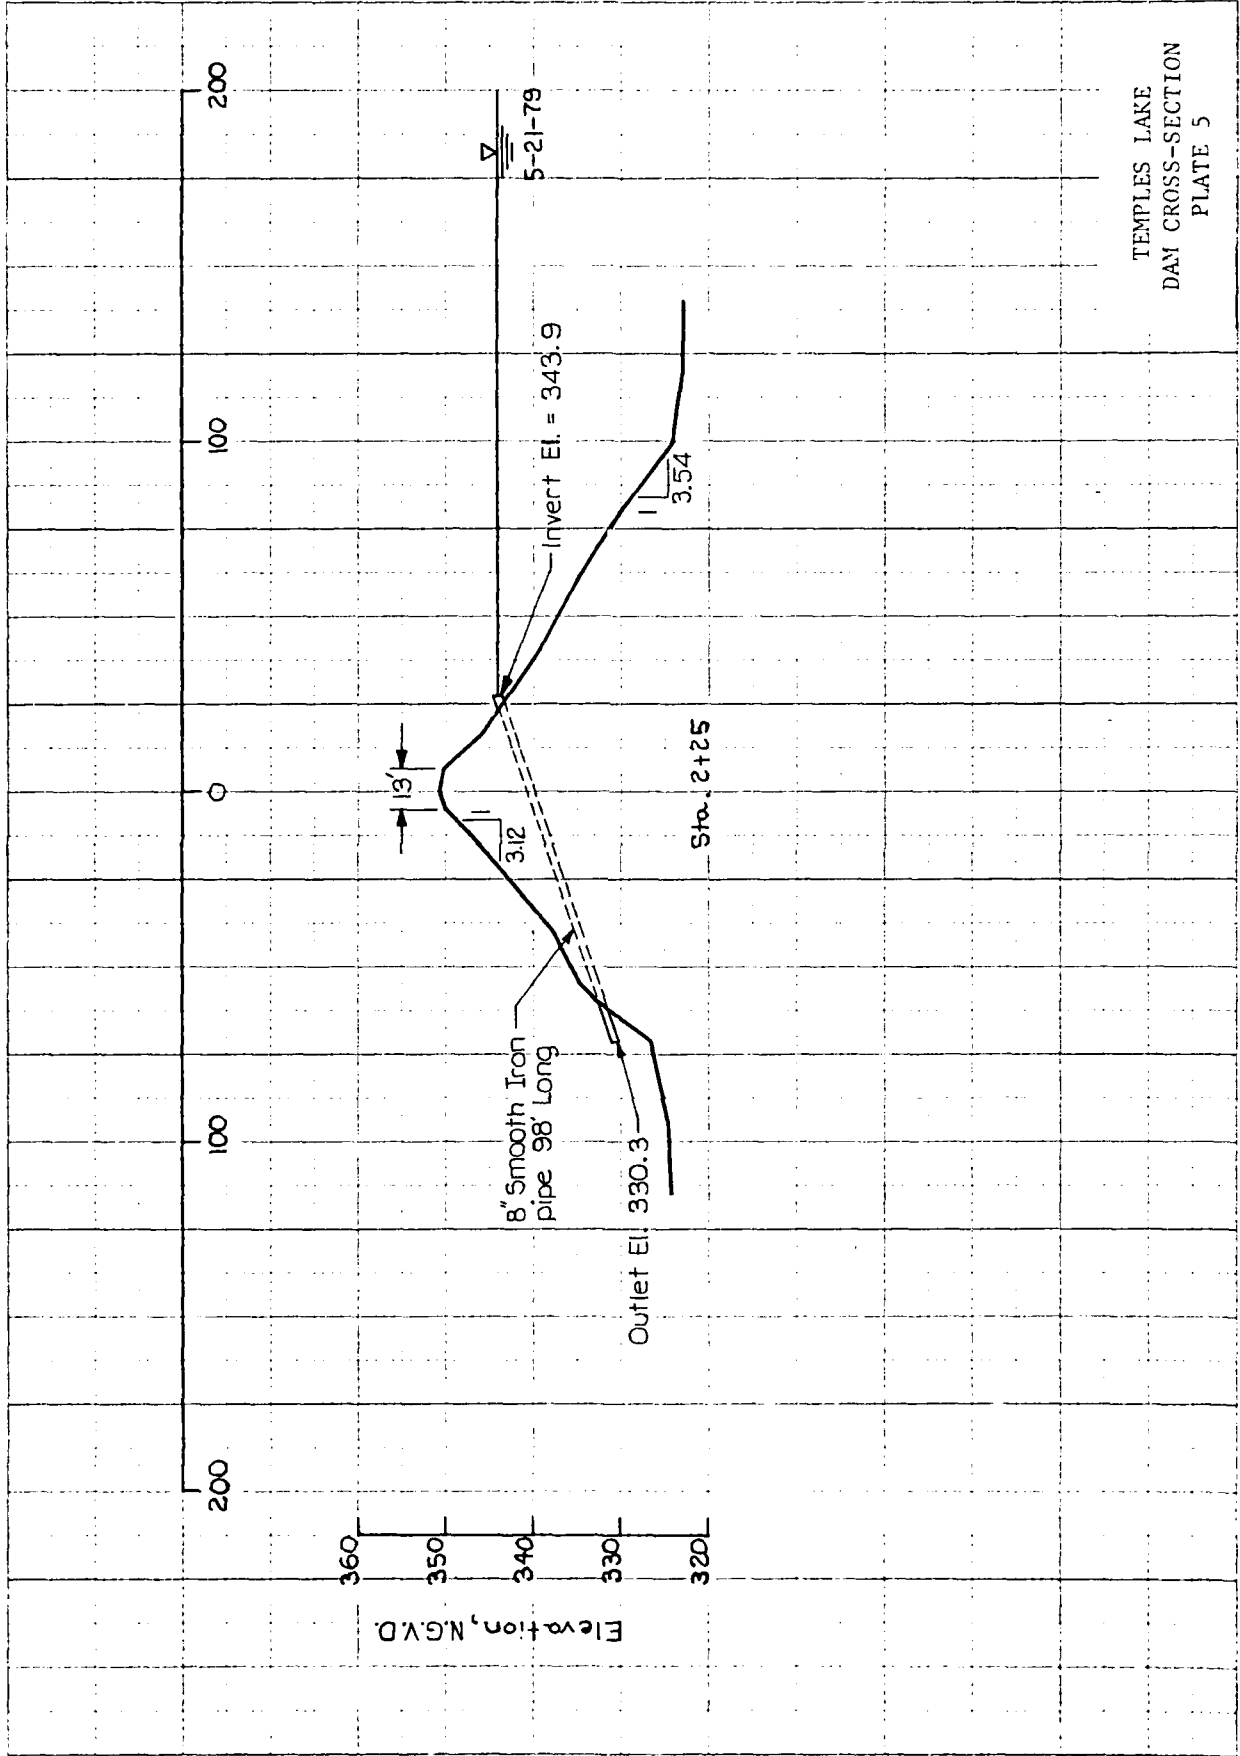 200
100
0
100
200
360
350
340
330
320
Elevation, N.G.V.D.
13'
1
3.12
8" Smooth Iron
pipe 98' Long
Outlet El. 330.3
Invert El. = 343.9
1
3.54
5-21-79
Sta. 2+25
TEMPLES LAKE
DAM CROSS-SECTION
PLATE 5